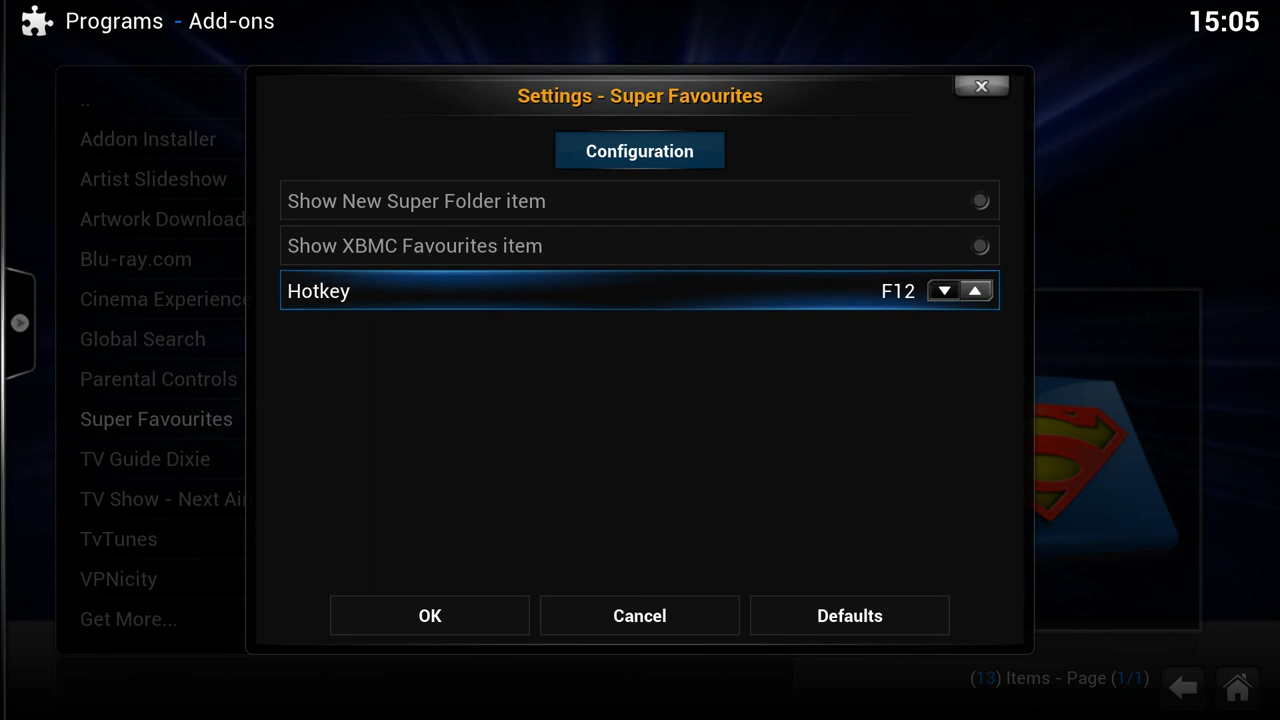 Programs - Add-ons
15:05
Settings - Super Favourites
..
Configuration
Addon Installer
Artist Slideshow
Artwork Download
Blu-ray.com
Cinema Experience
Global Search
Parental Controls
Super Favourites
TV Guide Dixie
TV Show - Next Air
TvTunes
VPNicity
Get More...
Show New Super Folder item
Show XBMC Favourites item
Hotkey F12
OK
Cancel
Defaults
(13) Items - Page (1/1)